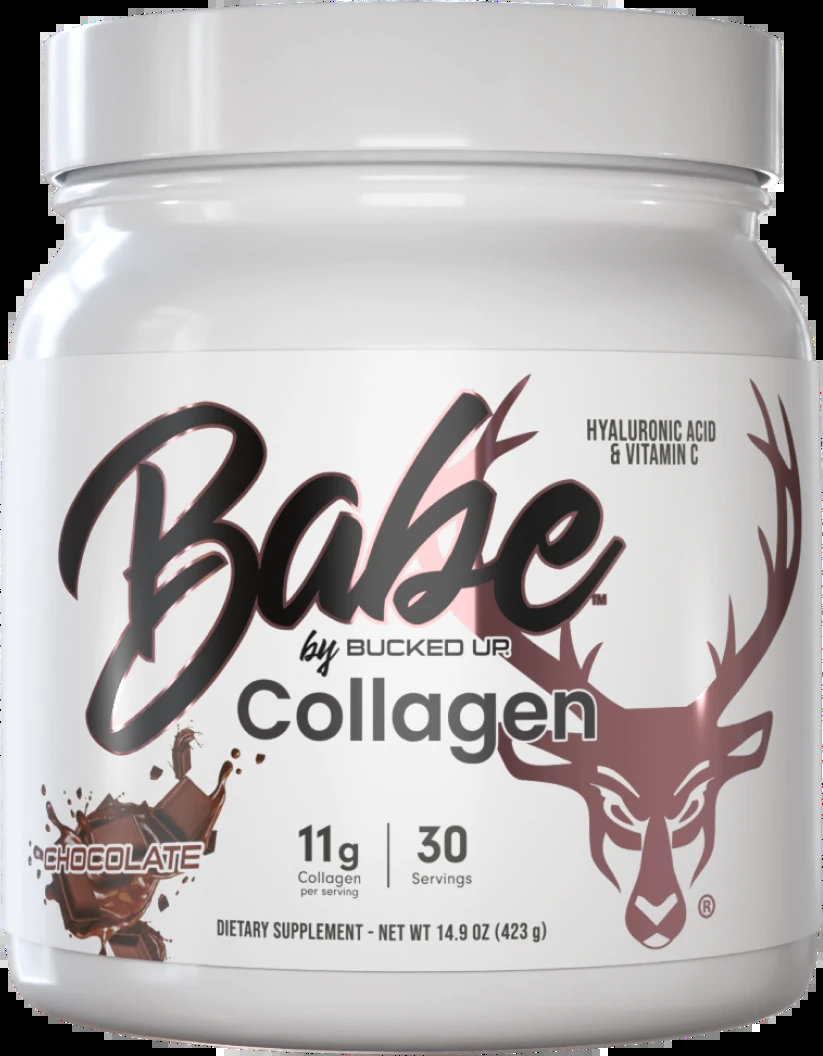 Babe™
by BUCKED UP®
Collagen
HYALURONIC ACID
& VITAMIN C
CHOCOLATE
11g
Collagen
per serving
30
Servings
DIETARY SUPPLEMENT - NET WT 14.9 OZ (423 g)
®